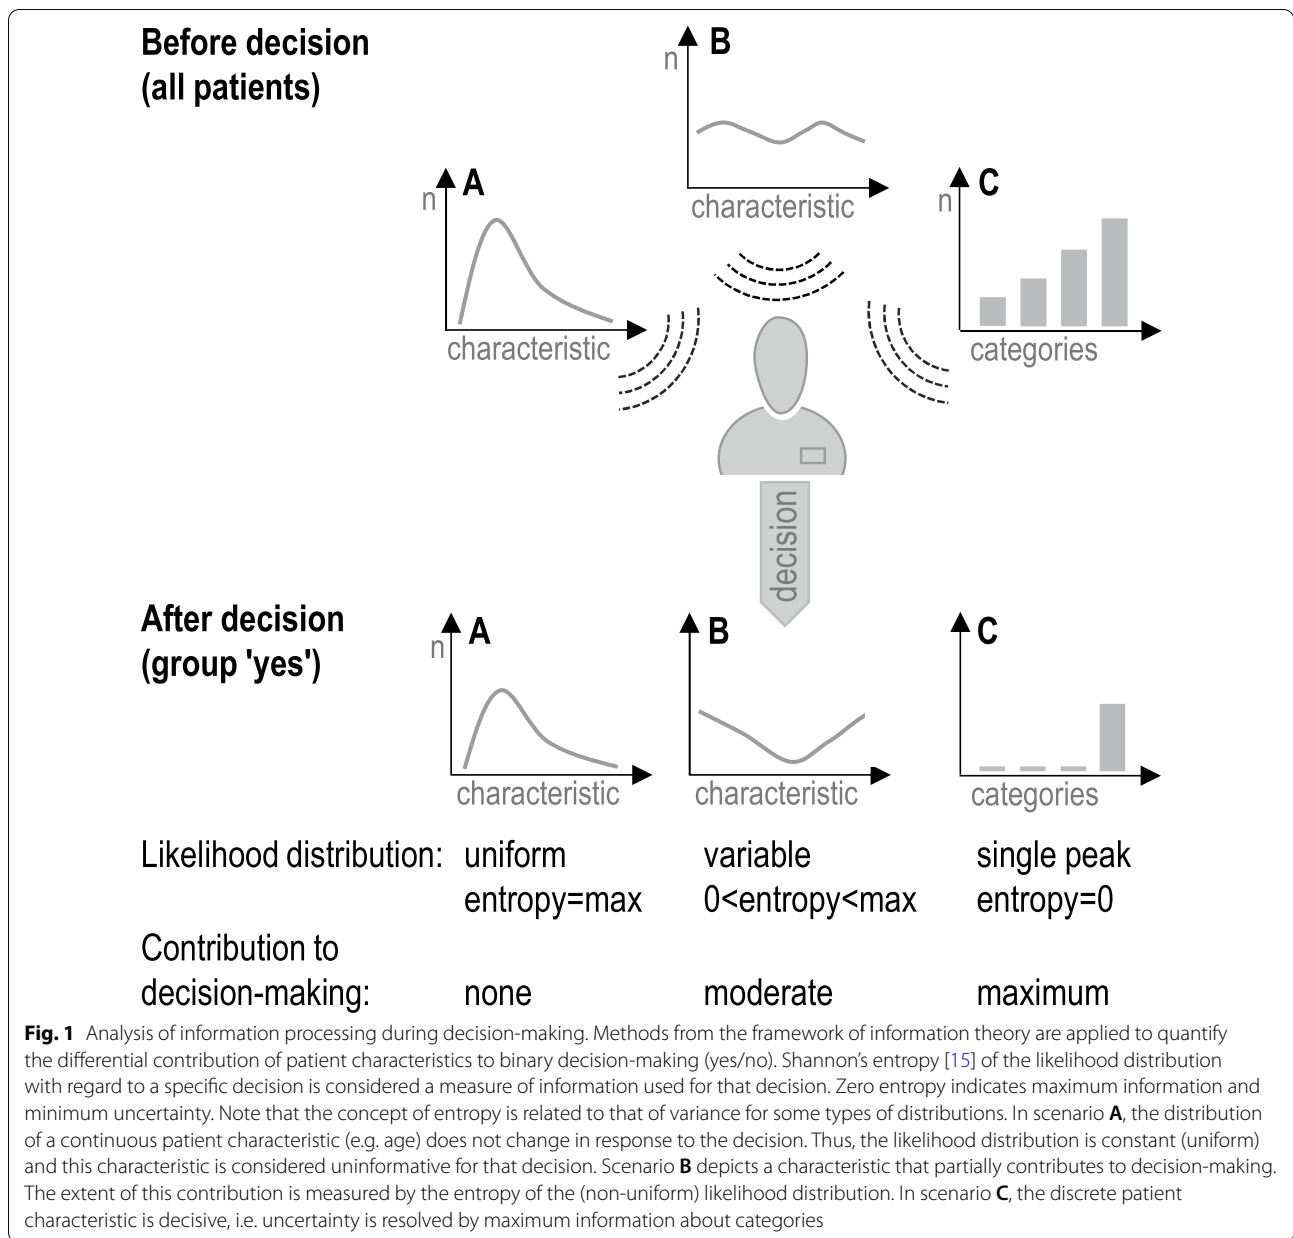 Before decision
(all patients)
B
n
characteristic
A
n
characteristic
C
n
categories
decision
After decision
(group 'yes')
A
n
characteristic
B
characteristic
C
categories
Likelihood distribution: uniform variable single peak
entropy=max 0<entropy<max entropy=0
Contribution to
decision-making: none moderate maximum
Fig. 1 Analysis of information processing during decision-making. Methods from the framework of information theory are applied to quantify
the differential contribution of patient characteristics to binary decision-making (yes/no). Shannon's entropy [15] of the likelihood distribution
with regard to a specific decision is considered a measure of information used for that decision. Zero entropy indicates maximum information and
minimum uncertainty. Note that the concept of entropy is related to that of variance for some types of distributions. In scenario A, the distribution
of a continuous patient characteristic (e.g. age) does not change in response to the decision. Thus, the likelihood distribution is constant (uniform)
and this characteristic is considered uninformative for that decision. Scenario B depicts a characteristic that partially contributes to decision-making.
The extent of this contribution is measured by the entropy of the (non-uniform) likelihood distribution. In scenario C, the discrete patient
characteristic is decisive, i.e. uncertainty is resolved by maximum information about categories